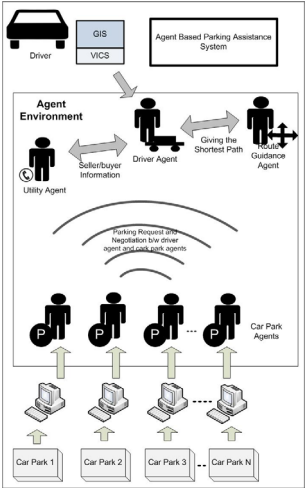 GIS
VICS
Driver
Agent Based Parking Assistance
System
Agent
Environment
Utility Agent
Seller/buyer
Information
Driver Agent
Giving the
Shortest Path
Route
Guidance
Agent
Parking Request and
Negotiation b/w driver
agent and cark park agents
P
P
P
P
Car Park
Agents
Car Park 1
Car Park 2
Car Park 3
Car Park N